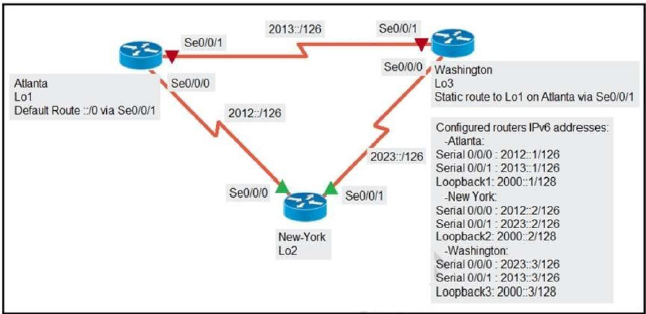 2013::/126
Se0/0/1
Se0/0/1
Se0/0/0
Se0/0/0
Atlanta
Lo1
Default Route ::/0 via Se0/0/1
Washington
Lo3
Static route to Lo1 on Atlanta via Se0/0/1
2012::/126
2023::/126
Se0/0/0
Se0/0/1
New-York
Lo2
Configured routers IPv6 addresses:
-Atlanta:
Serial 0/0/0 : 2012::1/126
Serial 0/0/1 : 2013::1/126
Loopback1: 2000::1/128
-New York:
Serial 0/0/0 : 2012::2/126
Serial 0/0/1 : 2023::2/126
Loopback2: 2000::2/128
-Washington:
Serial 0/0/0 : 2023::3/126
Serial 0/0/1 : 2013::3/126
Loopback3: 2000::3/128